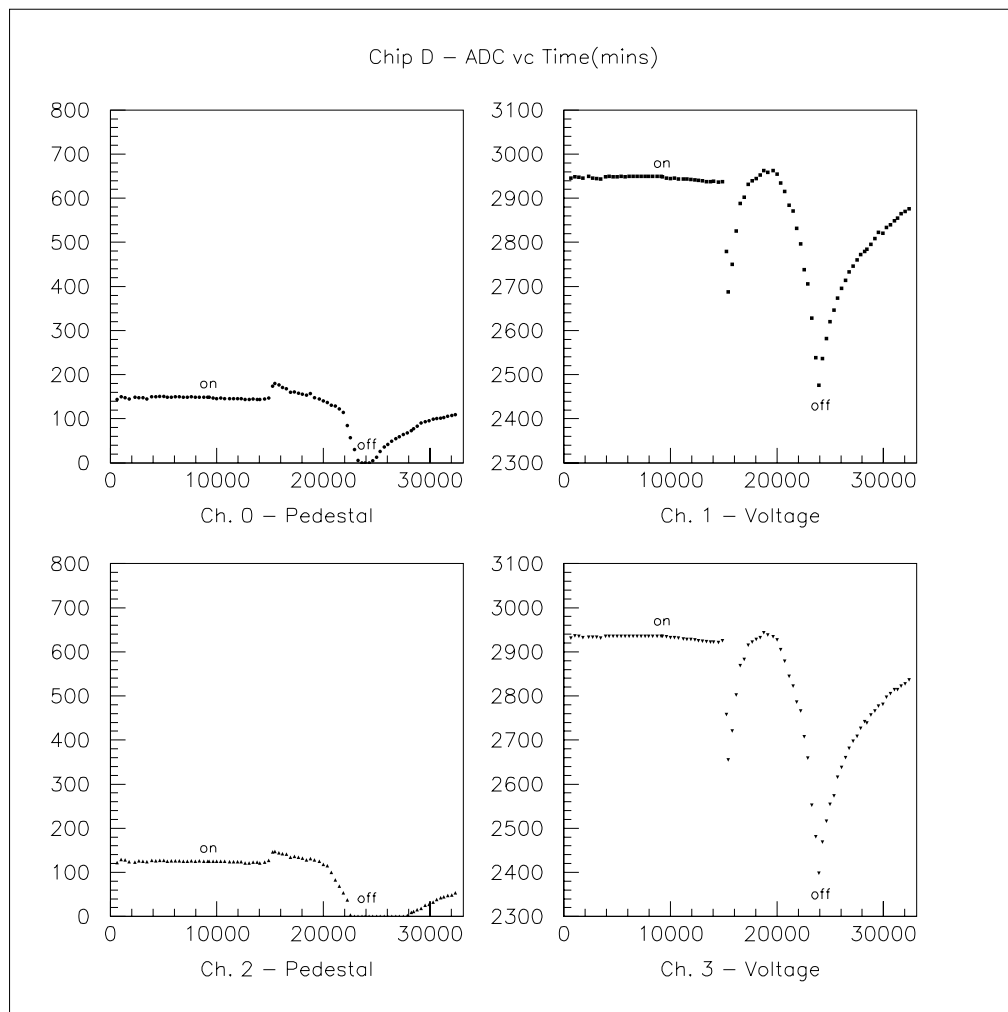 Chip D – ADC vc Time(mins)
800
700
600
500
400
300
200
100
0
on
off
0 10000 20000 30000
Ch. 0 – Pedestal
3100
3000
2900
2800
2700
2600
2500
2400
2300
on
off
0 10000 20000 30000
Ch. 1 – Voltage
800
700
600
500
400
300
200
100
0
on
off
0 10000 20000 30000
Ch. 2 – Pedestal
3100
3000
2900
2800
2700
2600
2500
2400
2300
on
off
0 10000 20000 30000
Ch. 3 – Voltage